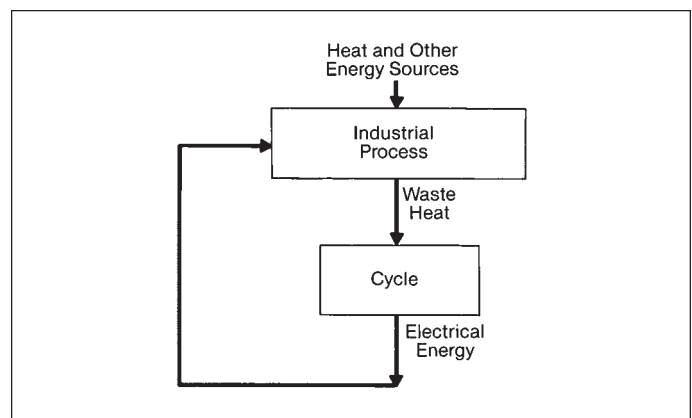 Heat and Other
Energy Sources
Industrial
Process
Waste
Heat
Cycle
Electrical
Energy